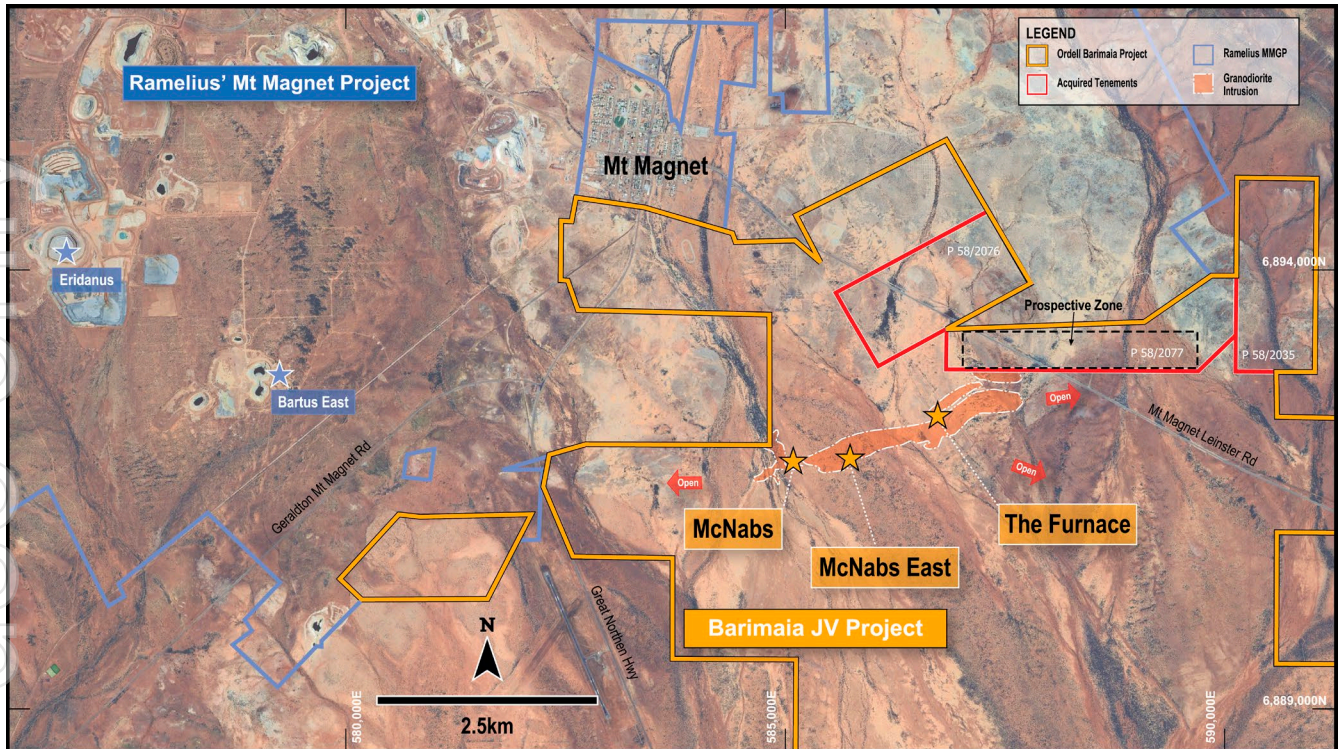 LEGEND
Ordell Barimaia Project
Ramelius MMGP
Acquired Tenements
Granodiorite
Intrusion
Ramelius’ Mt Magnet Project
Mt Magnet
P 58/2076
6,894,000N
Eridanus
Prospective Zone
P 58/2077
P 58/2035
Bartus East
Open
Mt Magnet Leinster Rd
Geraldton Mt Magnet Rd
Open
Open
McNabs
The Furnace
McNabs East
Great Northen Hwy
Barimaia JV Project
N
2.5km
580,000E
585,000E
590,000E
6,889,000N